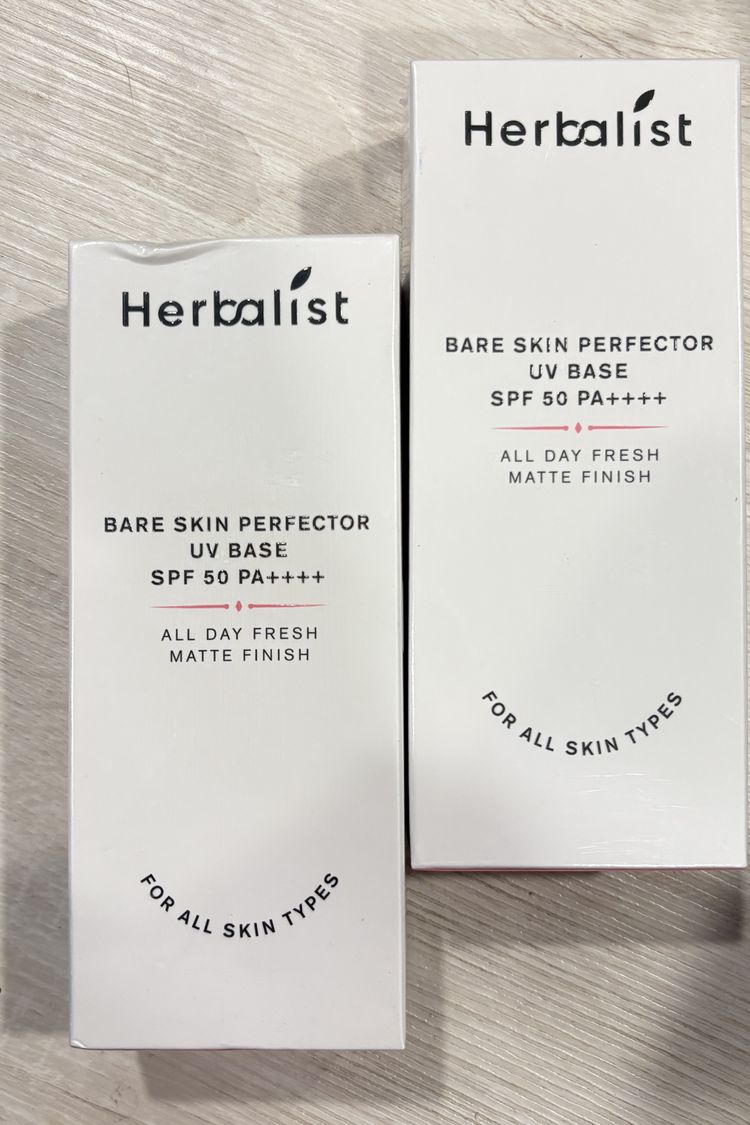 Herbalist
BARE SKIN PERFECTOR
UV BASE
SPF 50 PA++++
ALL DAY FRESH
MATTE FINISH
FOR ALL SKIN TYPES
Herbalist
BARE SKIN PERFECTOR
UV BASE
SPF 50 PA++++
ALL DAY FRESH
MATTE FINISH
FOR ALL SKIN TYPES